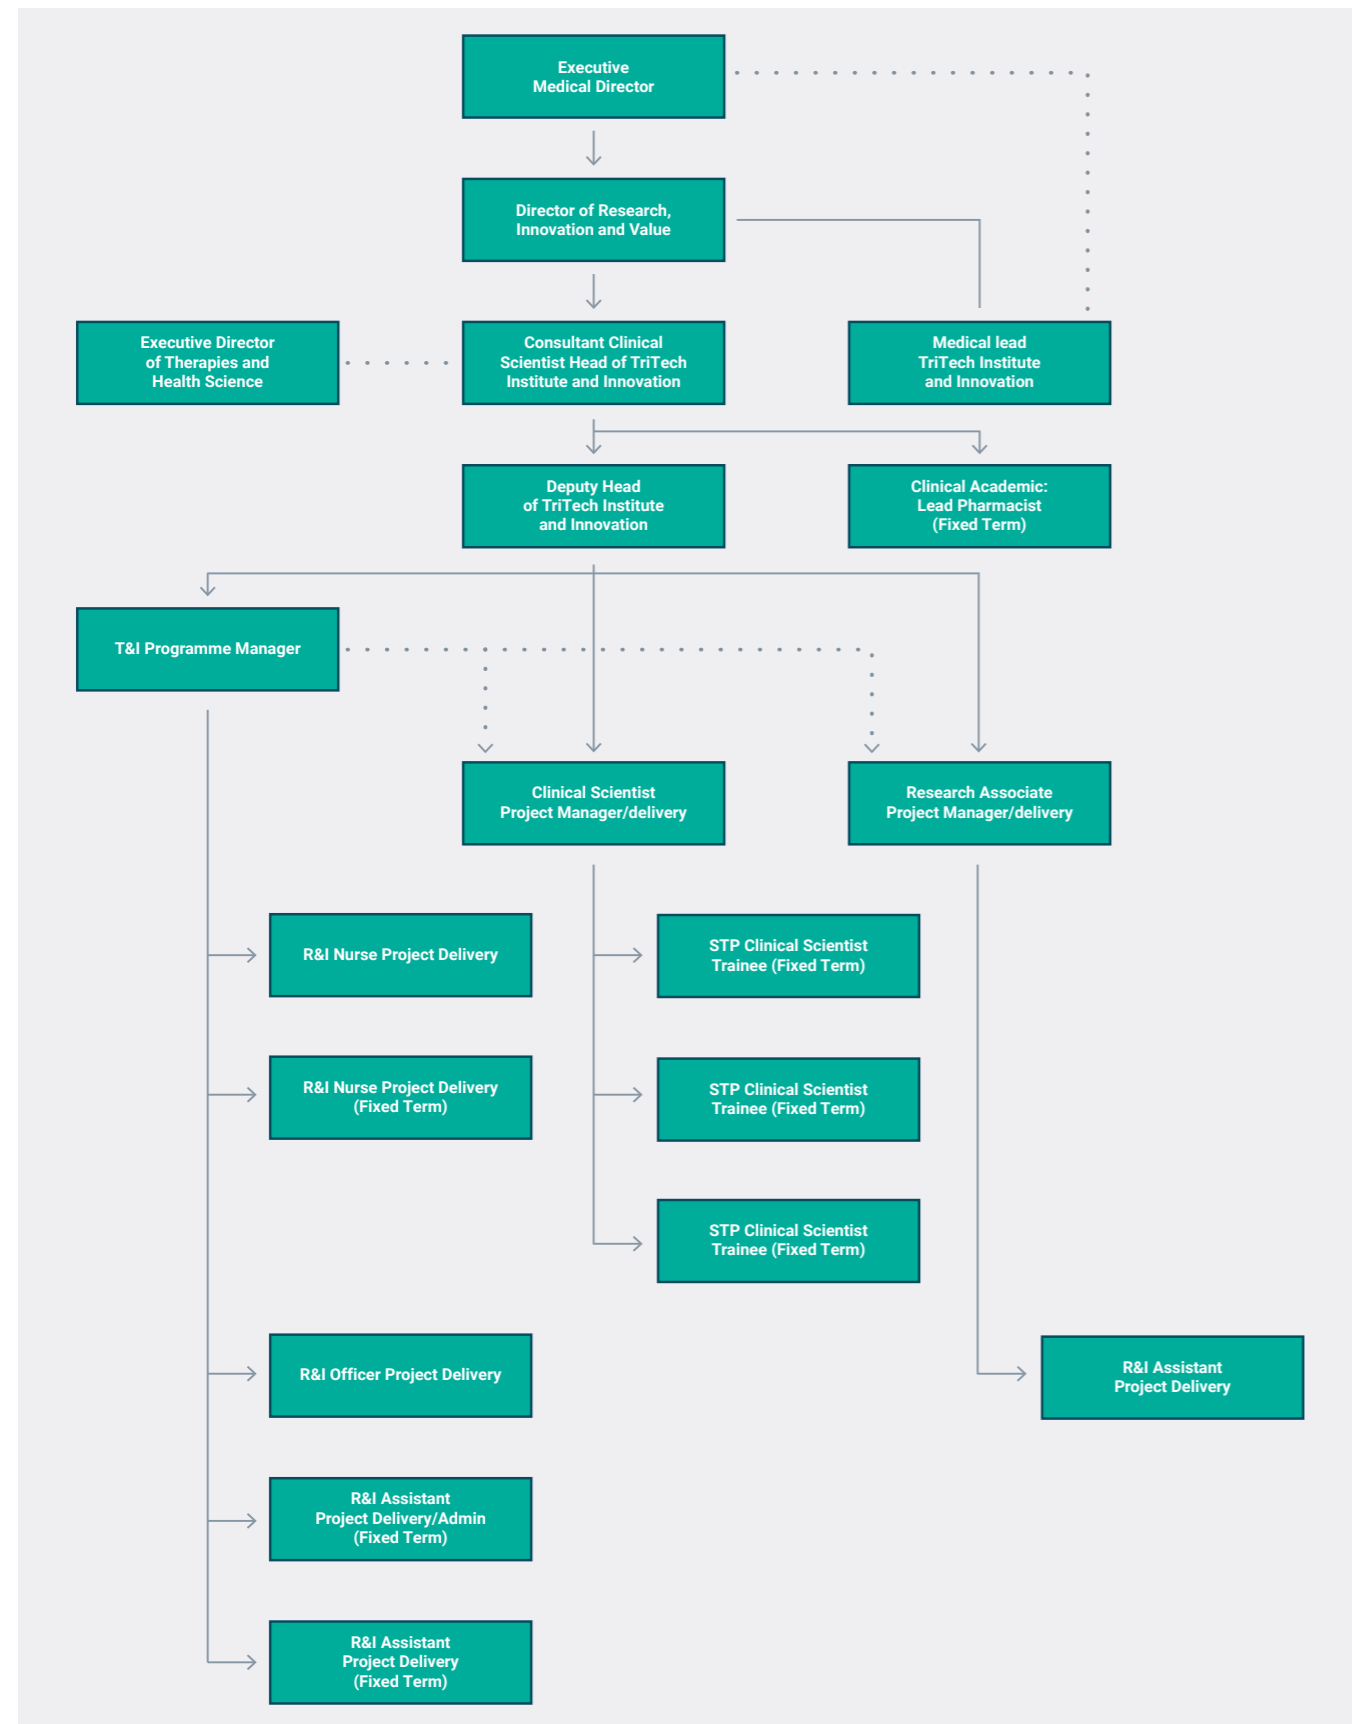 Executive
Medical Director
Director of Research,
Innovation and Value
Executive Director
of Therapies and
Health Science
Consultant Clinical
Scientist Head of TriTech
Institute and Innovation
Medical lead
TriTech Institute
and Innovation
Deputy Head
of TriTech Institute
and Innovation
Clinical Academic:
Lead Pharmacist
(Fixed Term)
T&I Programme Manager
Clinical Scientist
Project Manager/delivery
Research Associate
Project Manager/delivery
R&I Nurse Project Delivery
STP Clinical Scientist
Trainee (Fixed Term)
R&I Nurse Project Delivery
(Fixed Term)
STP Clinical Scientist
Trainee (Fixed Term)
STP Clinical Scientist
Trainee (Fixed Term)
R&I Officer Project Delivery
R&I Assistant
Project Delivery
R&I Assistant
Project Delivery/Admin
(Fixed Term)
R&I Assistant
Project Delivery
(Fixed Term)